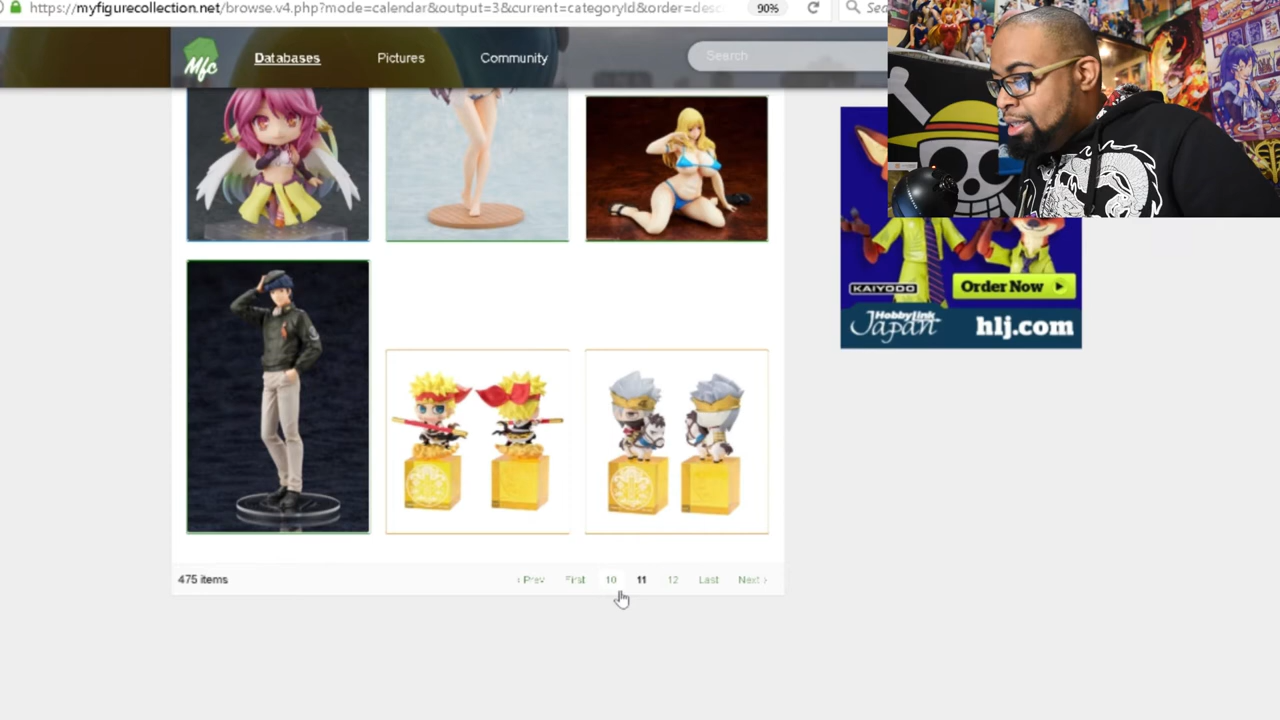 https://myfigurecollection.net/browse.v4.php?mode=calendar&output=3&current=categoryId&order=desc
90%
Mfc
Databases
Pictures
Community
Search
KAIYODO
Order Now
HobbyLink Japan
hlj.com
475 items
‹ Prev
First
10
11
12
Last
Next ›